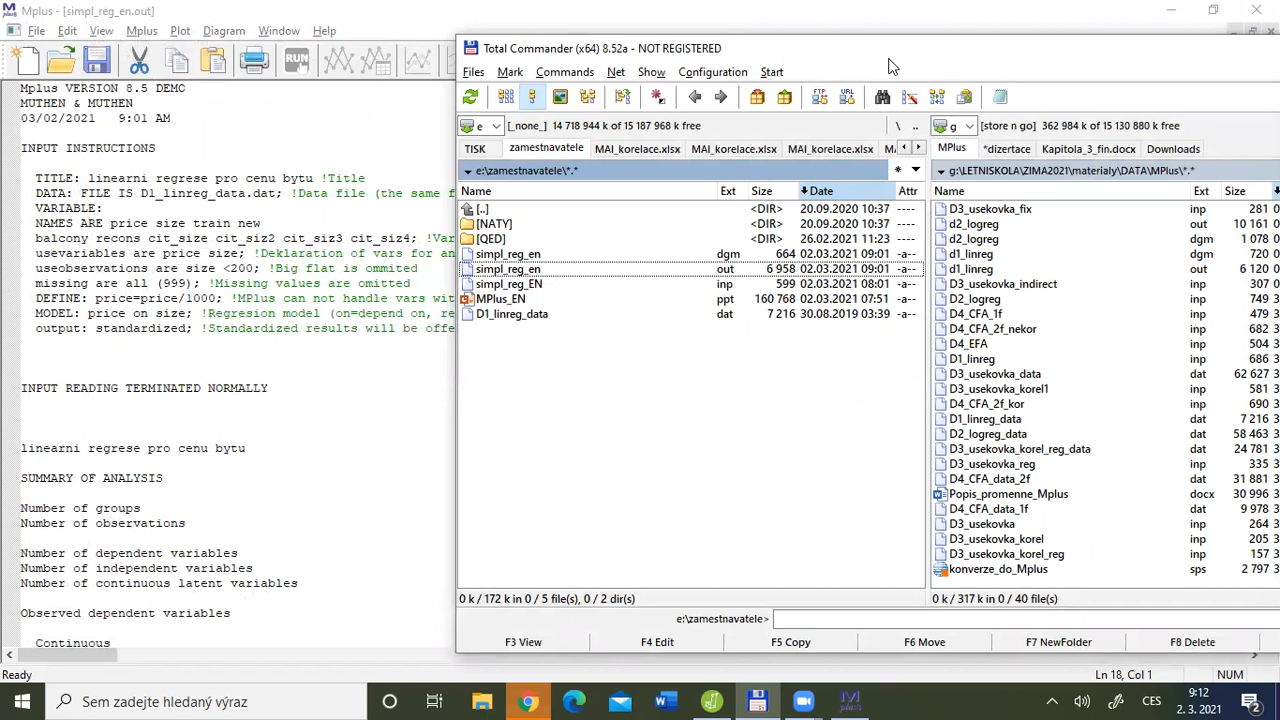 Mplus - [simpl_reg_en.out]
File Edit View Mplus Plot Diagram Window Help
RUN
Mplus VERSION 8.5 DEMO
MUTHEN & MUTHEN
03/02/2021 9:01 AM
INPUT INSTRUCTIONS
TITLE: linearni regrese pro cenu bytu !Title
DATA: FILE IS D1_linreg_data.dat; !Data file (the same f
VARIABLE:
NAMES ARE price size train new
balcony recons cit_size cit_siz2 cit_siz3 cit_siz4; !Var
usevariables are price size; !Deklaration of vars for an
useobservations are size <200; !Big flat is ommited
missing are all (999); !Missing values are omitted
DEFINE: price=price/1000; !MPlus can not handle vars wit
MODEL: price on size; !Regresion model (on=depend on, re
output: standardized; !Standardized results will be offe
INPUT READING TERMINATED NORMALLY
linearni regrese pro cenu bytu
SUMMARY OF ANALYSIS
Number of groups
Number of observations
Number of dependent variables
Number of independent variables
Number of continuous latent variables
Observed dependent variables
Continuous
Ready
Ln 18, Col 1
NUM
Total Commander (x64) 8.52a - NOT REGISTERED
Files Mark Commands Net Show Configuration Start
FTP URL
e [_none_] 14 718 944 k of 15 187 968 k free \ ..
TISK zamestnavatele MAI_korelace.xlsx MAI_korelace.xlsx MAI_korelace.xlsx
e:\zamestnavatele\*.* *
Name Ext Size Date Attr
[..] <DIR> 20.09.2020 10:37 ----
[NATY] <DIR> 20.09.2020 10:37 ----
[QED] <DIR> 26.02.2021 11:23 ----
simpl_reg_en dgm 664 02.03.2021 09:01 -a--
simpl_reg_en out 6 958 02.03.2021 09:01 -a--
simpl_reg_EN inp 599 02.03.2021 08:01 -a--
MPlus_EN ppt 160 768 02.03.2021 07:51 -a--
D1_linreg_data dat 7 216 30.08.2019 03:39 -a--
0 k / 172 k in 0 / 5 file(s), 0 / 2 dir(s)
g [store n go] 362 984 k of 15 130 880 k free
MPlus *dizertace Kapitola_3_fin.docx Downloads
g:\LETNISKOLA\ZIMA2021\materialy\DATA\MPlus\*.*
Name Ext Size
D3_usekovka_fix inp 281
d2_logreg out 10 161
d2_logreg dgm 1 078
d1_linreg dgm 720
d1_linreg out 6 120
D3_usekovka_indirect inp 307
D2_logreg inp 749
D4_CFA_1f inp 479
D4_CFA_2f_nekor inp 682
D4_EFA inp 504
D1_linreg inp 686
D3_usekovka_data dat 62 627
D3_usekovka_korel1 inp 581
D4_CFA_2f_kor inp 690
D1_linreg_data dat 7 216
D2_logreg_data dat 58 463
D3_usekovka_korel_reg_data dat 24 781
D3_usekovka_reg inp 335
D4_CFA_data_2f dat 31 881
Popis_promenne_Mplus docx 30 996
D4_CFA_data_1f dat 9 978
D3_usekovka inp 264
D3_usekovka_korel inp 205
D3_usekovka_korel_reg inp 157
konverze_do_Mplus sps 2 797
0 k / 317 k in 0 / 40 file(s)
e:\zamestnavatele>
F3 View F4 Edit F5 Copy F6 Move F7 NewFolder F8 Delete
Sem zadejte hledaný výraz
CES
9:12
2. 3. 2021
2